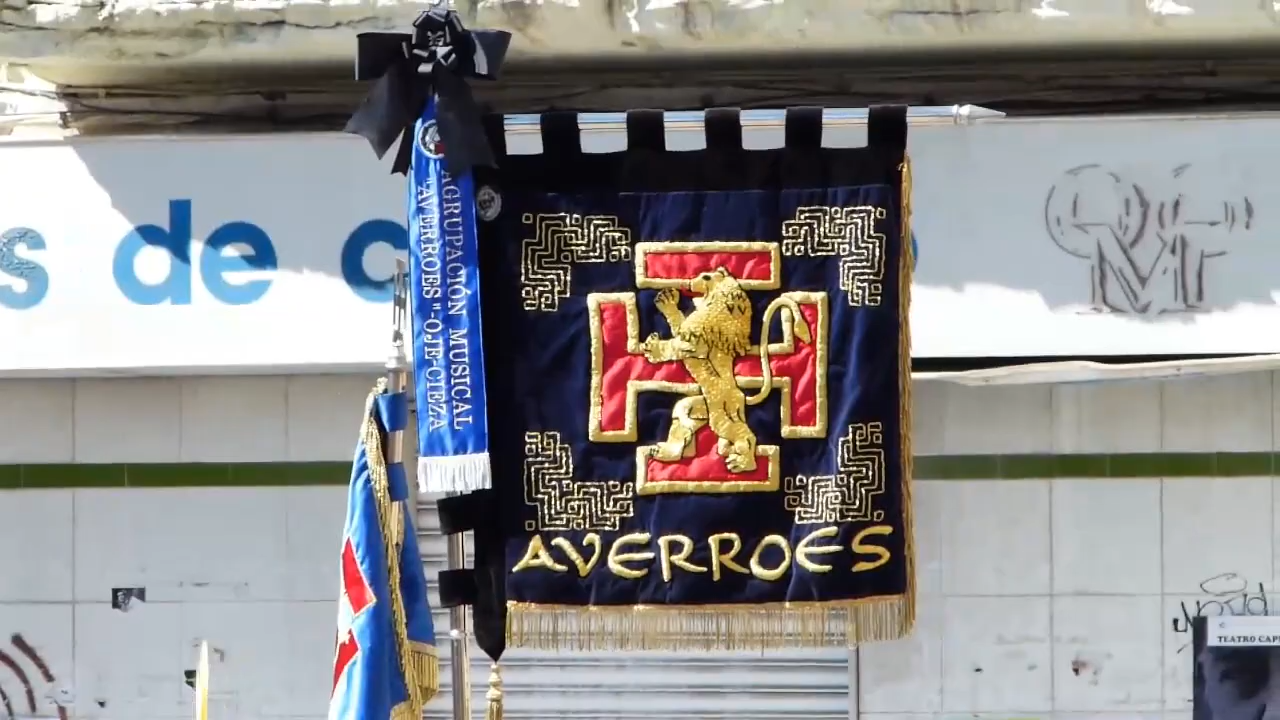 s de c
AGRUPACIÓN MUSICAL
"AVERROES"-OJE-CIEZA
AVERROES
TEATRO CAP